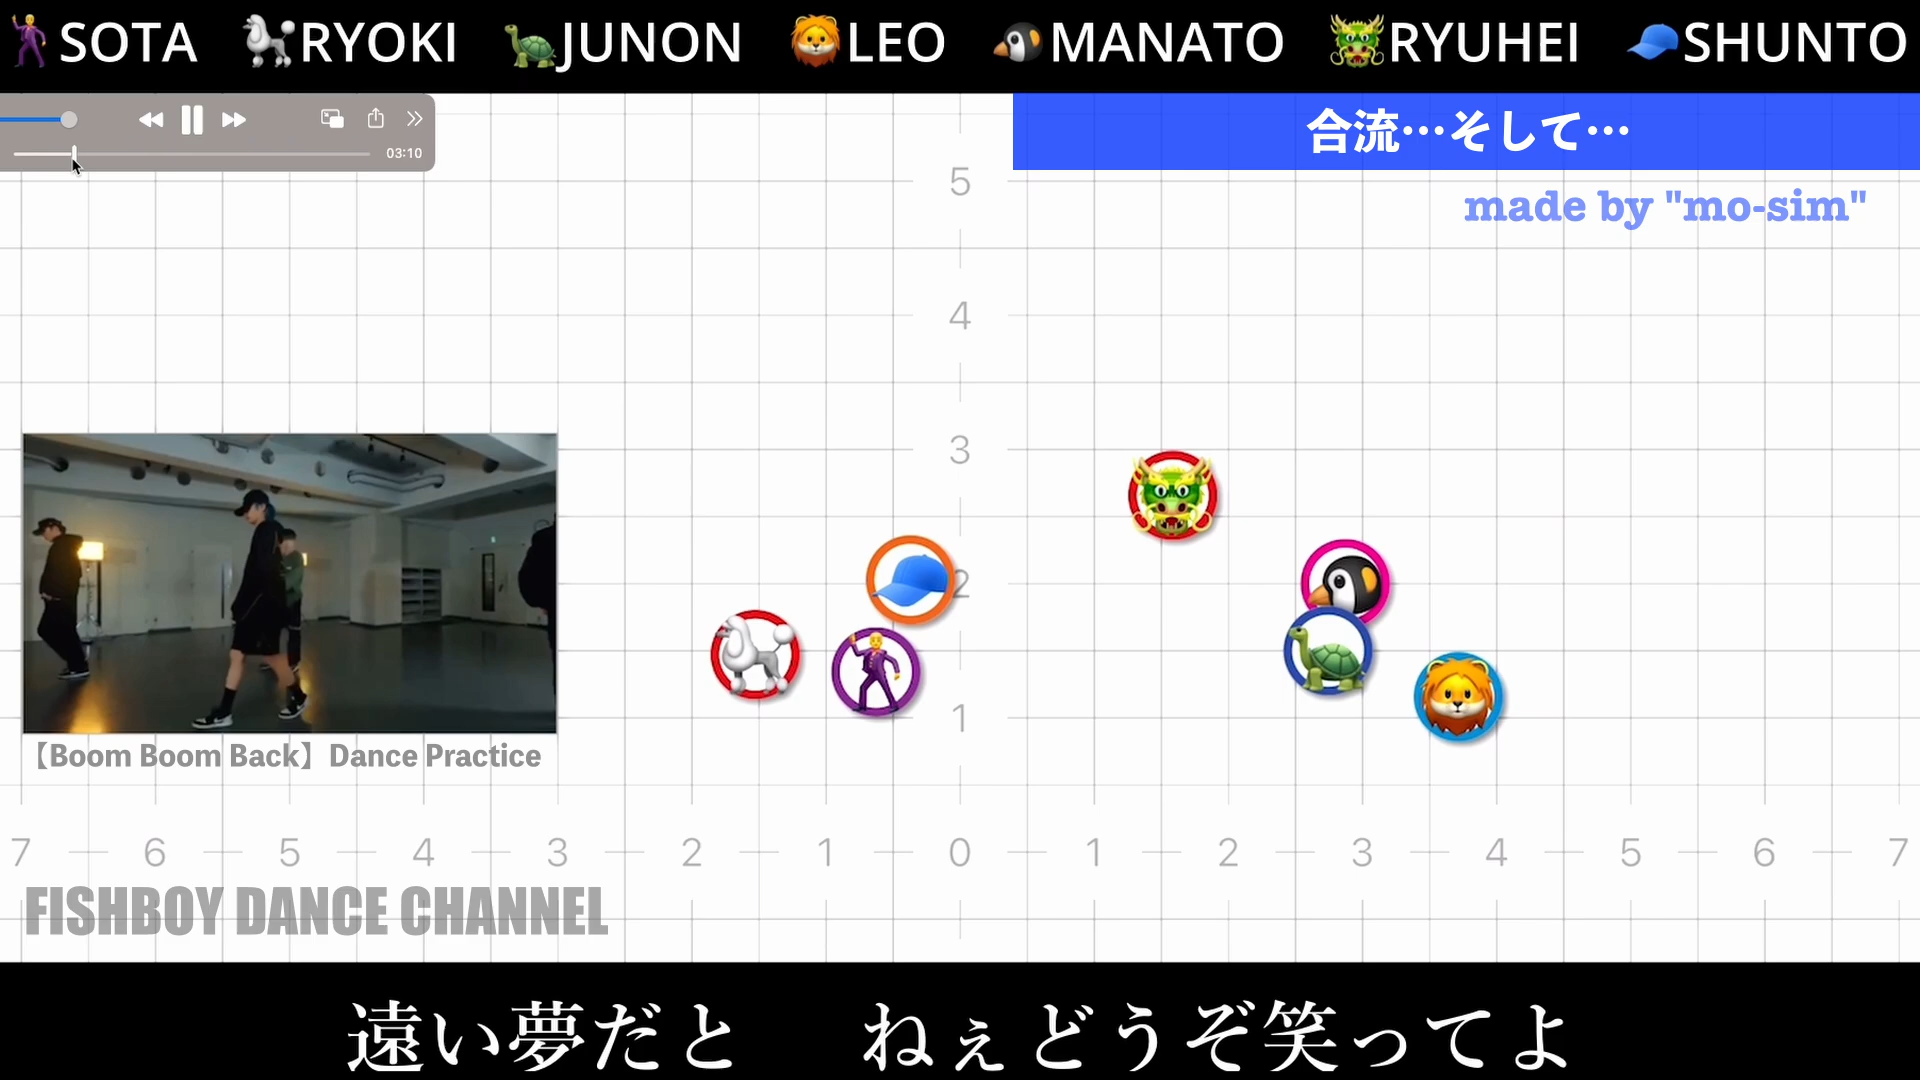 SOTA RYOKI JUNON LEO MANATO RYUHEI SHUNTO
03:10
合流…そして…
made by "mo-sim"
5
4
3
2
1
【Boom Boom Back】Dance Practice
7 6 5 4 3 2 1 0 1 2 3 4 5 6 7
FISHBOY DANCE CHANNEL
遠い夢だと ねぇどうぞ笑ってよ